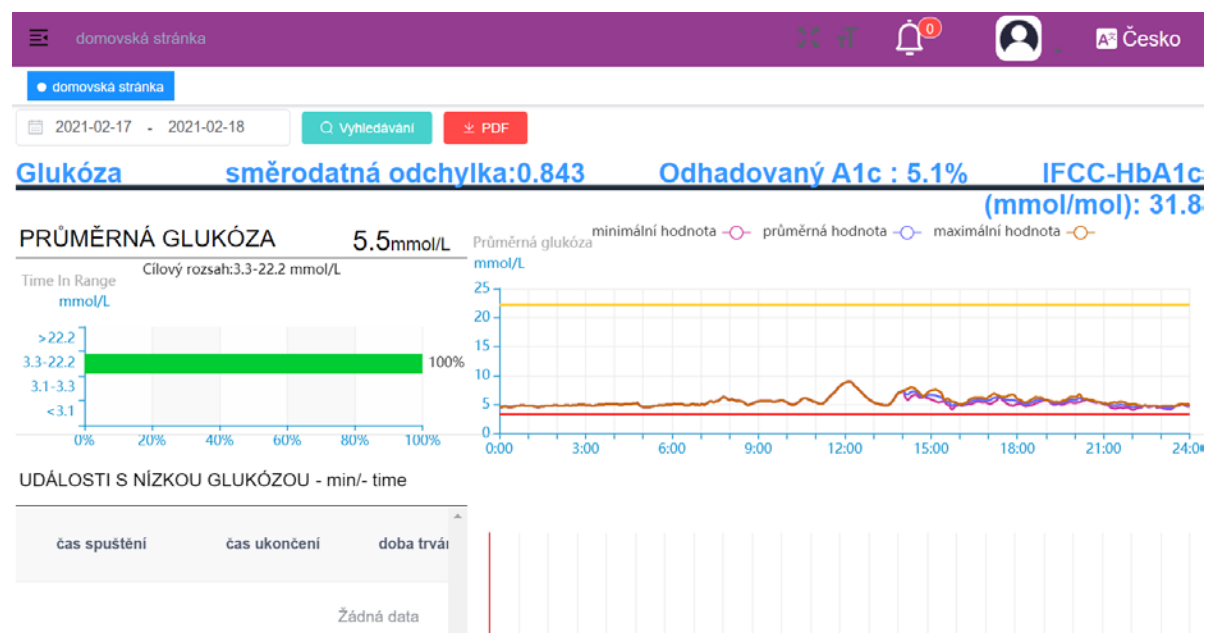 domovská stránka
0
Česko
domovská stránka
2021-02-17 - 2021-02-18
Vyhledávání
PDF
Glukóza směrodatná odchylka:0.843 Odhadovaný A1c : 5.1% IFCC-HbA1c
(mmol/mol): 31.8
PRŮMĚRNÁ GLUKÓZA 5.5mmol/L
Cílový rozsah:3.3-22.2 mmol/L
Time In Range
mmol/L
>22.2
3.3-22.2
100%
3.1-3.3
<3.1
0% 20% 40% 60% 80% 100%
Průměrná glukóza
mmol/L
minimální hodnota průměrná hodnota maximální hodnota
25
20
15
10
5
0
0:00 3:00 6:00 9:00 12:00 15:00 18:00 21:00 24:0
UDÁLOSTI S NÍZKOU GLUKÓZOU - min/- time
čas spuštění čas ukončení doba trvá
Žádná data